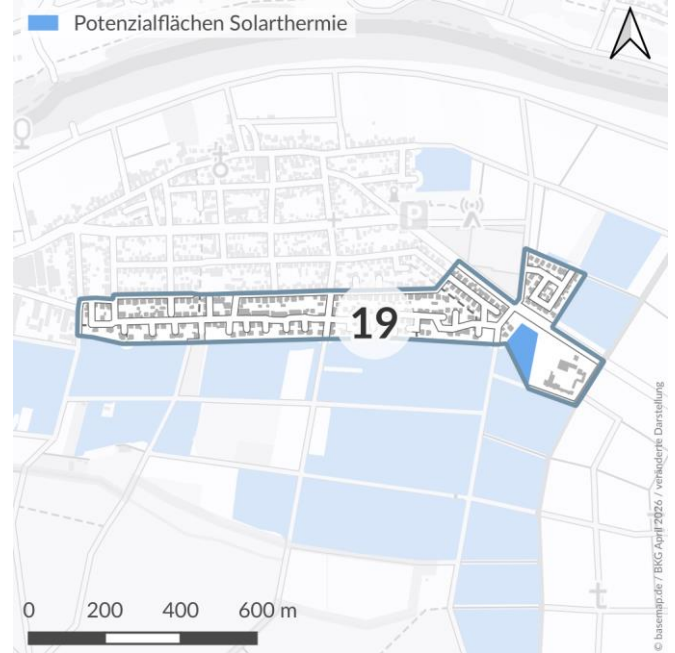 Potenzialflächen Solarthermie
P
19
0 200 400 600 m
© basemap.de / BKG April 2026 / veränderte Darstellung